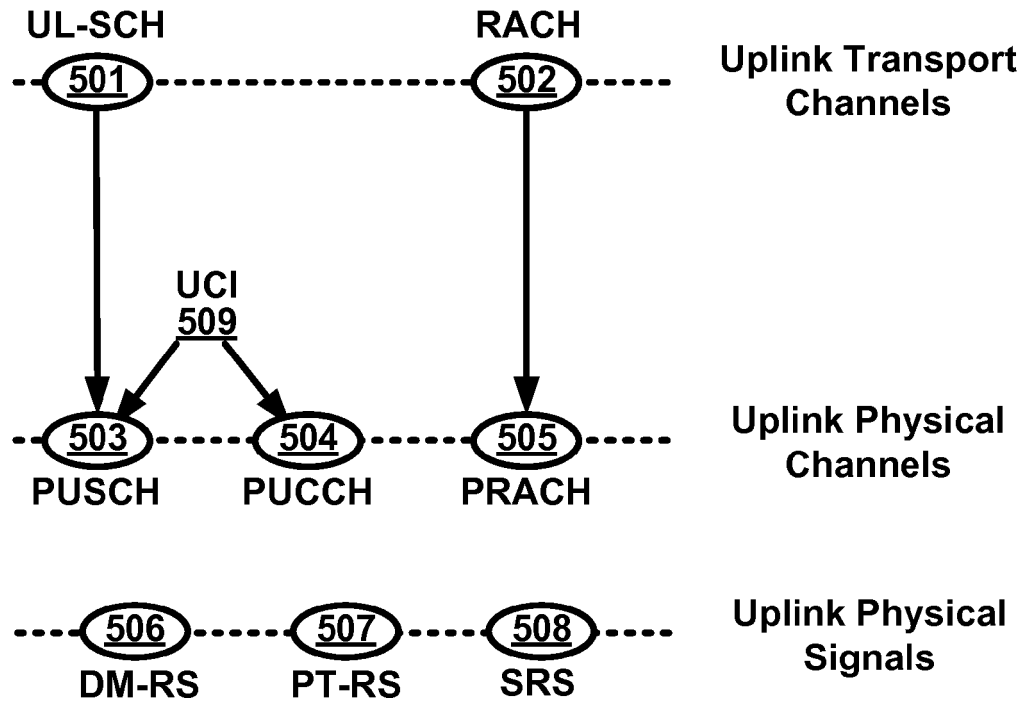 UL-SCH
RACH
501
502
Uplink Transport
Channels
UCI
509
503
504
505
Uplink Physical
Channels
PUSCH
PUCCH
PRACH
506
507
508
Uplink Physical
Signals
DM-RS
PT-RS
SRS